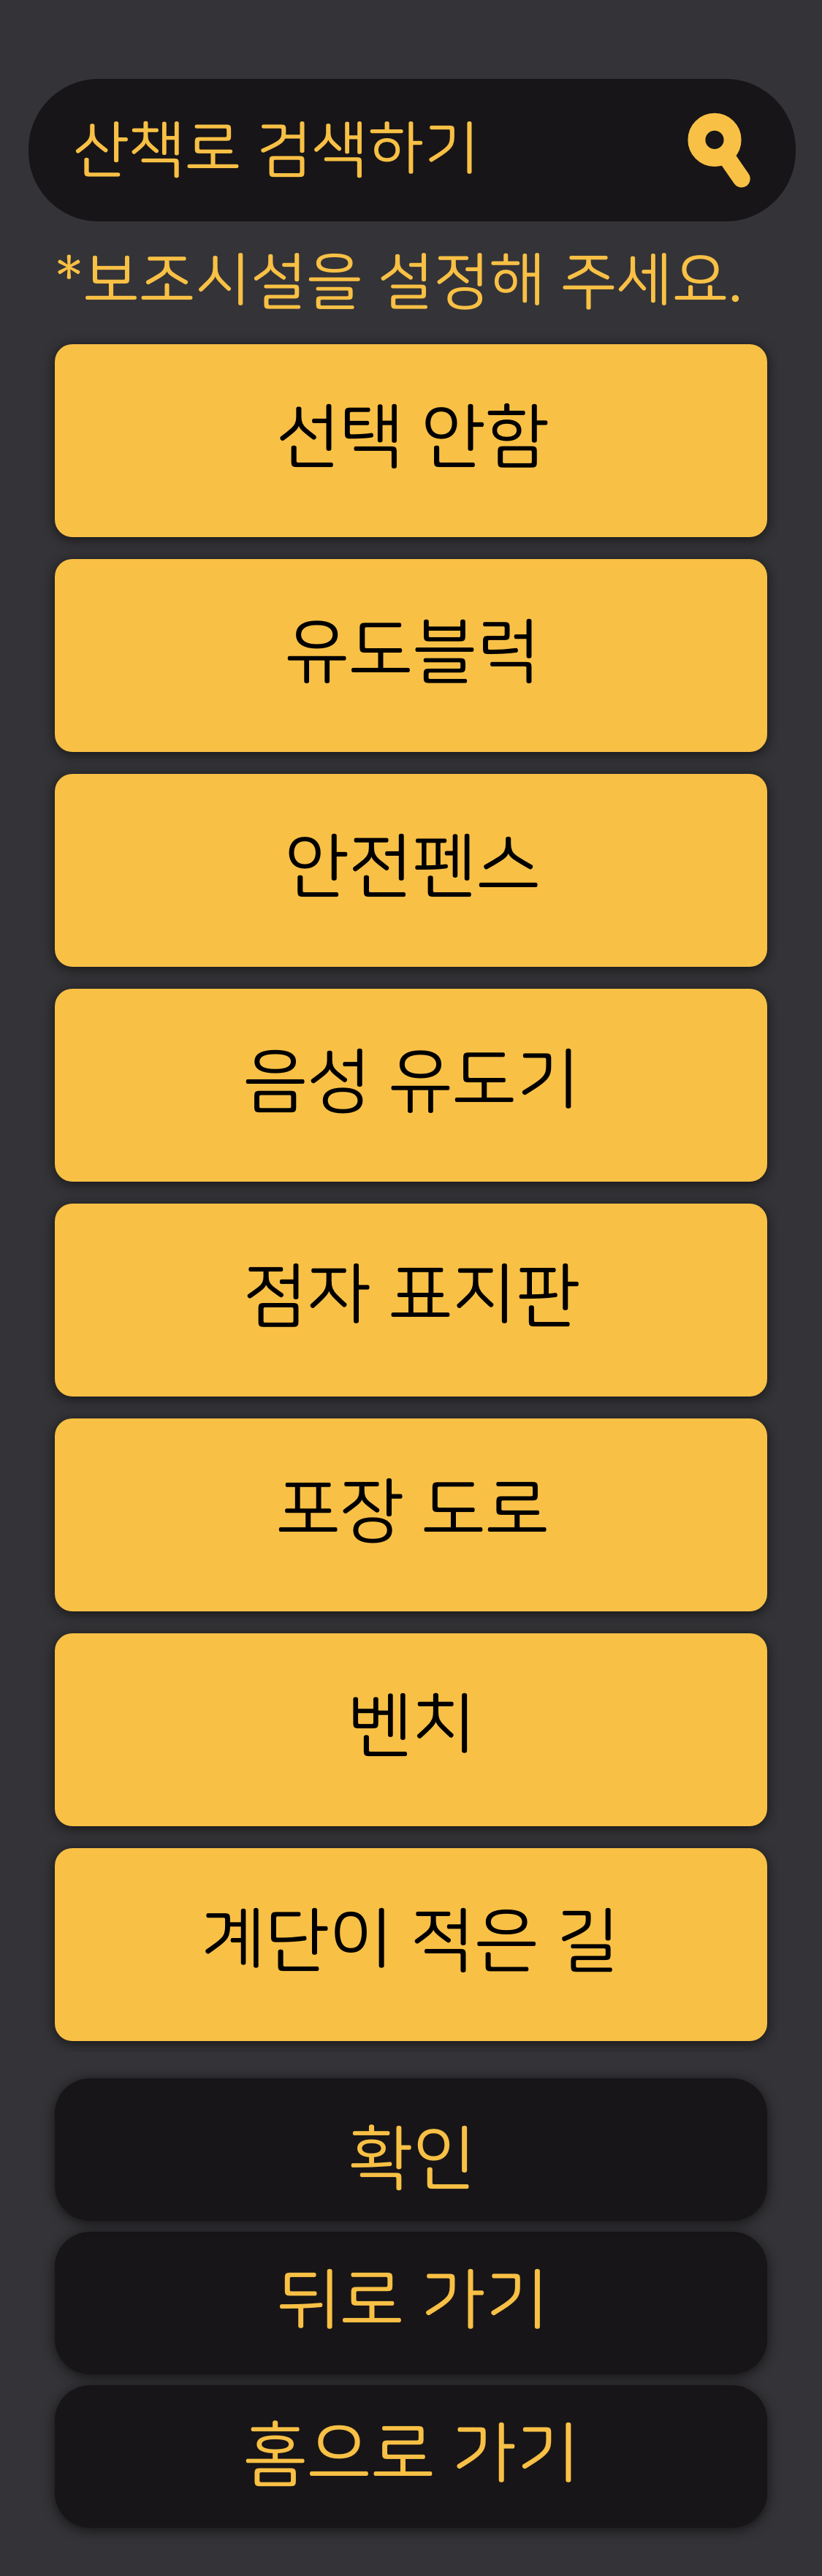 산책로 검색하기
*보조시설을 설정해 주세요.
선택 안함
유도블럭
안전펜스
음성 유도기
점자 표지판
포장 도로
벤치
계단이 적은 길
확인
뒤로 가기
홈으로 가기